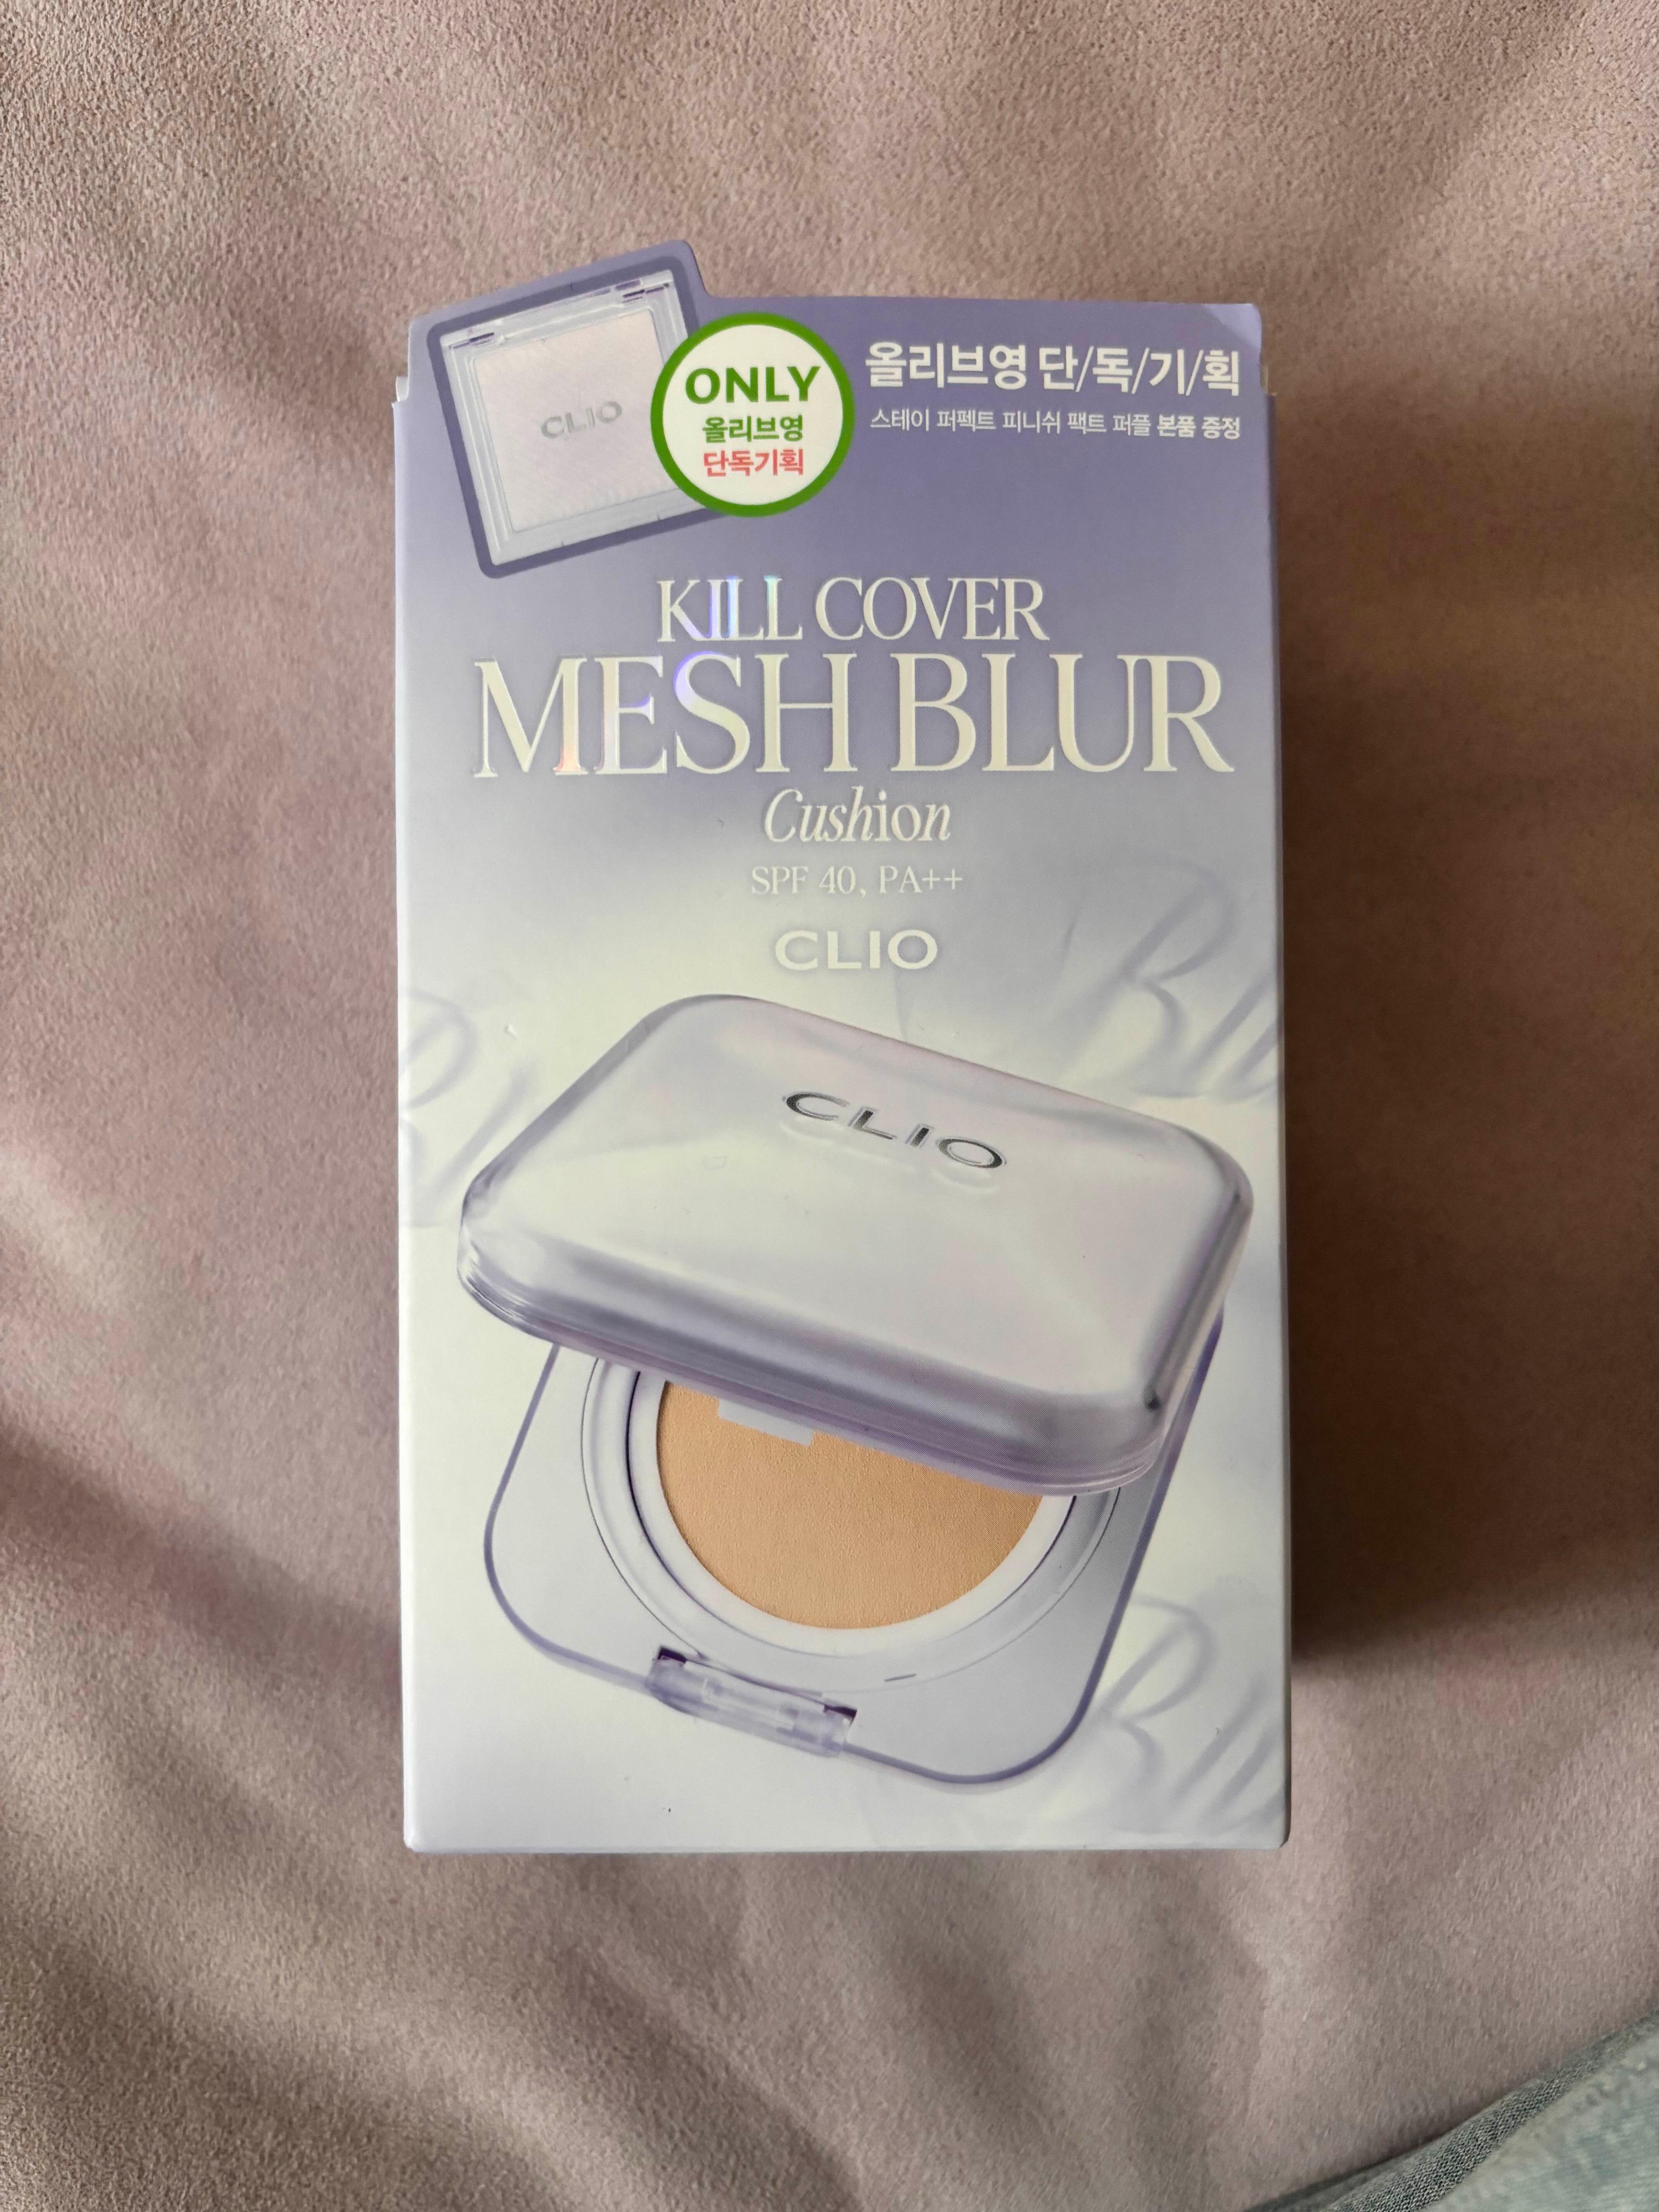 CLIO
ONLY
올리브영
단독기획
올리브영 단/독/기/획
스테이 퍼펙트 피니쉬 팩트 퍼플 본품 증정
KILL COVER
MESH BLUR
Cushion
SPF 40, PA++
CLIO
CLIO